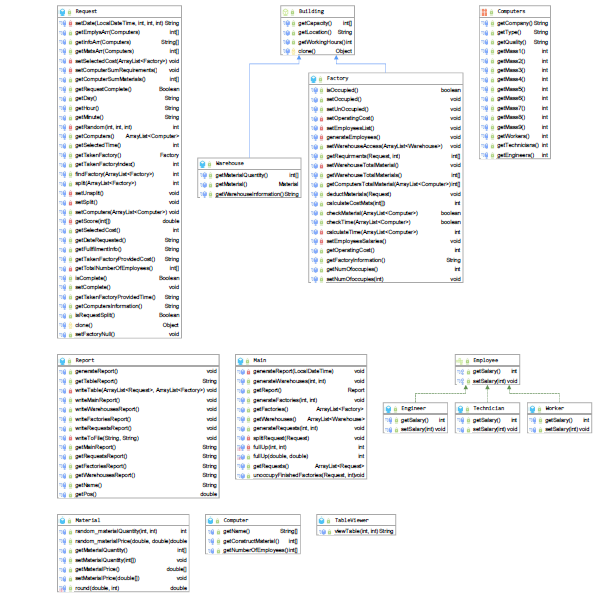 Request
setDate(LocalDateTime, int, int, int) String
getEmplysArr(Computers) int[]
getInfoArr(Computers) String[]
getMatsArr(Computers) int[]
setSelectedCost(ArrayList<Factory>) void
setComputerSumRequirements() void
getComputerSumMaterials() int[]
getRequestComplete() Boolean
getDay() String
getHour() String
getMinute() String
getRandom(int, int, int) int
getComputers() ArrayList<Computer>
getSelectedTime() int
getTakenFactory() Factory
getTakenFactoryIndex() int
findFactory(ArrayList<Factory>) int
split(ArrayList<Factory>) int
setUnsplit() void
setSplit() void
setComputers(ArrayList<Computer>) void
getScore(int[]) double
getSelectedCost() int
getDateRequested() String
getFulfilmentInfo() String
getTakenFactoryProvidedCost() String
getTotalNumberOfEmployees() int[]
isComplete() Boolean
setComplete() void
getTakenFactoryProvidedTime() String
getComputersInformation() String
isRequestSplit() Boolean
clone() Object
setFactoryNull() void
Building
getCapacity() int[]
getLocation() String
getWorkingHours() int
clone() Object
Computers
getCompany() String
getType() String
getQuality() String
getMass1() int
getMass2() int
getMass3() int
getMass4() int
getMass5() int
getMass6() int
getMass7() int
getMass8() int
getMass9() int
getWorkers() int
getTechnicians() int
getEngineers() int
Factory
isOccupied() boolean
setOccupied() void
setUnOccupied() void
setOperatingCost() void
setEmployeesList() void
generateEmployees() void
setWarehouseAccess(ArrayList<Warehouse>) void
getRequirments(Request, int) int[]
setWarehouseTotalMaterial() void
getWarehouseTotalMaterials() int[]
getComputersTotalMaterial(ArrayList<Computer>) int[]
deductMaterials(Request) void
calculateCostMats(int[]) int
checkMaterial(ArrayList<Computer>) boolean
checkTime(ArrayList<Computer>) boolean
calculateTime(ArrayList<Computer>) int
setEmployeesSalaries() void
getOperatingCost() int
getFactoryInformation() String
getNumOfoccupies() int
setNumOfoccupies(int) void
Warehouse
getMaterialQuantity() int[]
getMaterial() Material
getWarehouseInformation() String
Report
generateReport() void
getTableReport() String
writeTable(ArrayList<Request>, ArrayList<Factory>) void
writeMainReport() void
writeWarehousesReport() void
writeFactoriesReport() void
writeRequestsReport() void
writeToFile(String, String) void
getMainReport() String
getRequestsReport() String
getFactoriesReport() String
getWarehousesReport() String
getName() String
getPos() double
Main
generateReport(LocalDateTime) void
generateWarehouses(int, int) void
getReport() Report
generateFactories(int, int) void
getFactories() ArrayList<Factory>
getWarehouses() ArrayList<Warehouse>
generateRequests(int, int) void
splitRequest(Request) void
fullUp(int, int) int
fullUp(double, double) int
getRequests() ArrayList<Request>
unoccupyFinishedFactories(Request, int) void
Employee
getSalary() int
setSalary(int) void
Engineer
getSalary() int
setSalary(int) void
Technician
getSalary() int
setSalary(int) void
Worker
getSalary() int
setSalary(int) void
Material
random_materialQuantity(int, int) int
random_materialPrice(double, double) double
getMaterialQuantity() int[]
setMaterialQuantity(int[]) void
getMaterialPrice() double[]
setMaterialPrice(double[]) void
round(double, int) double
Computer
getName() String[]
getConstructMaterial() int[]
getNumberOfEmployees() int[]
TableViewer
viewTable(int, int) String